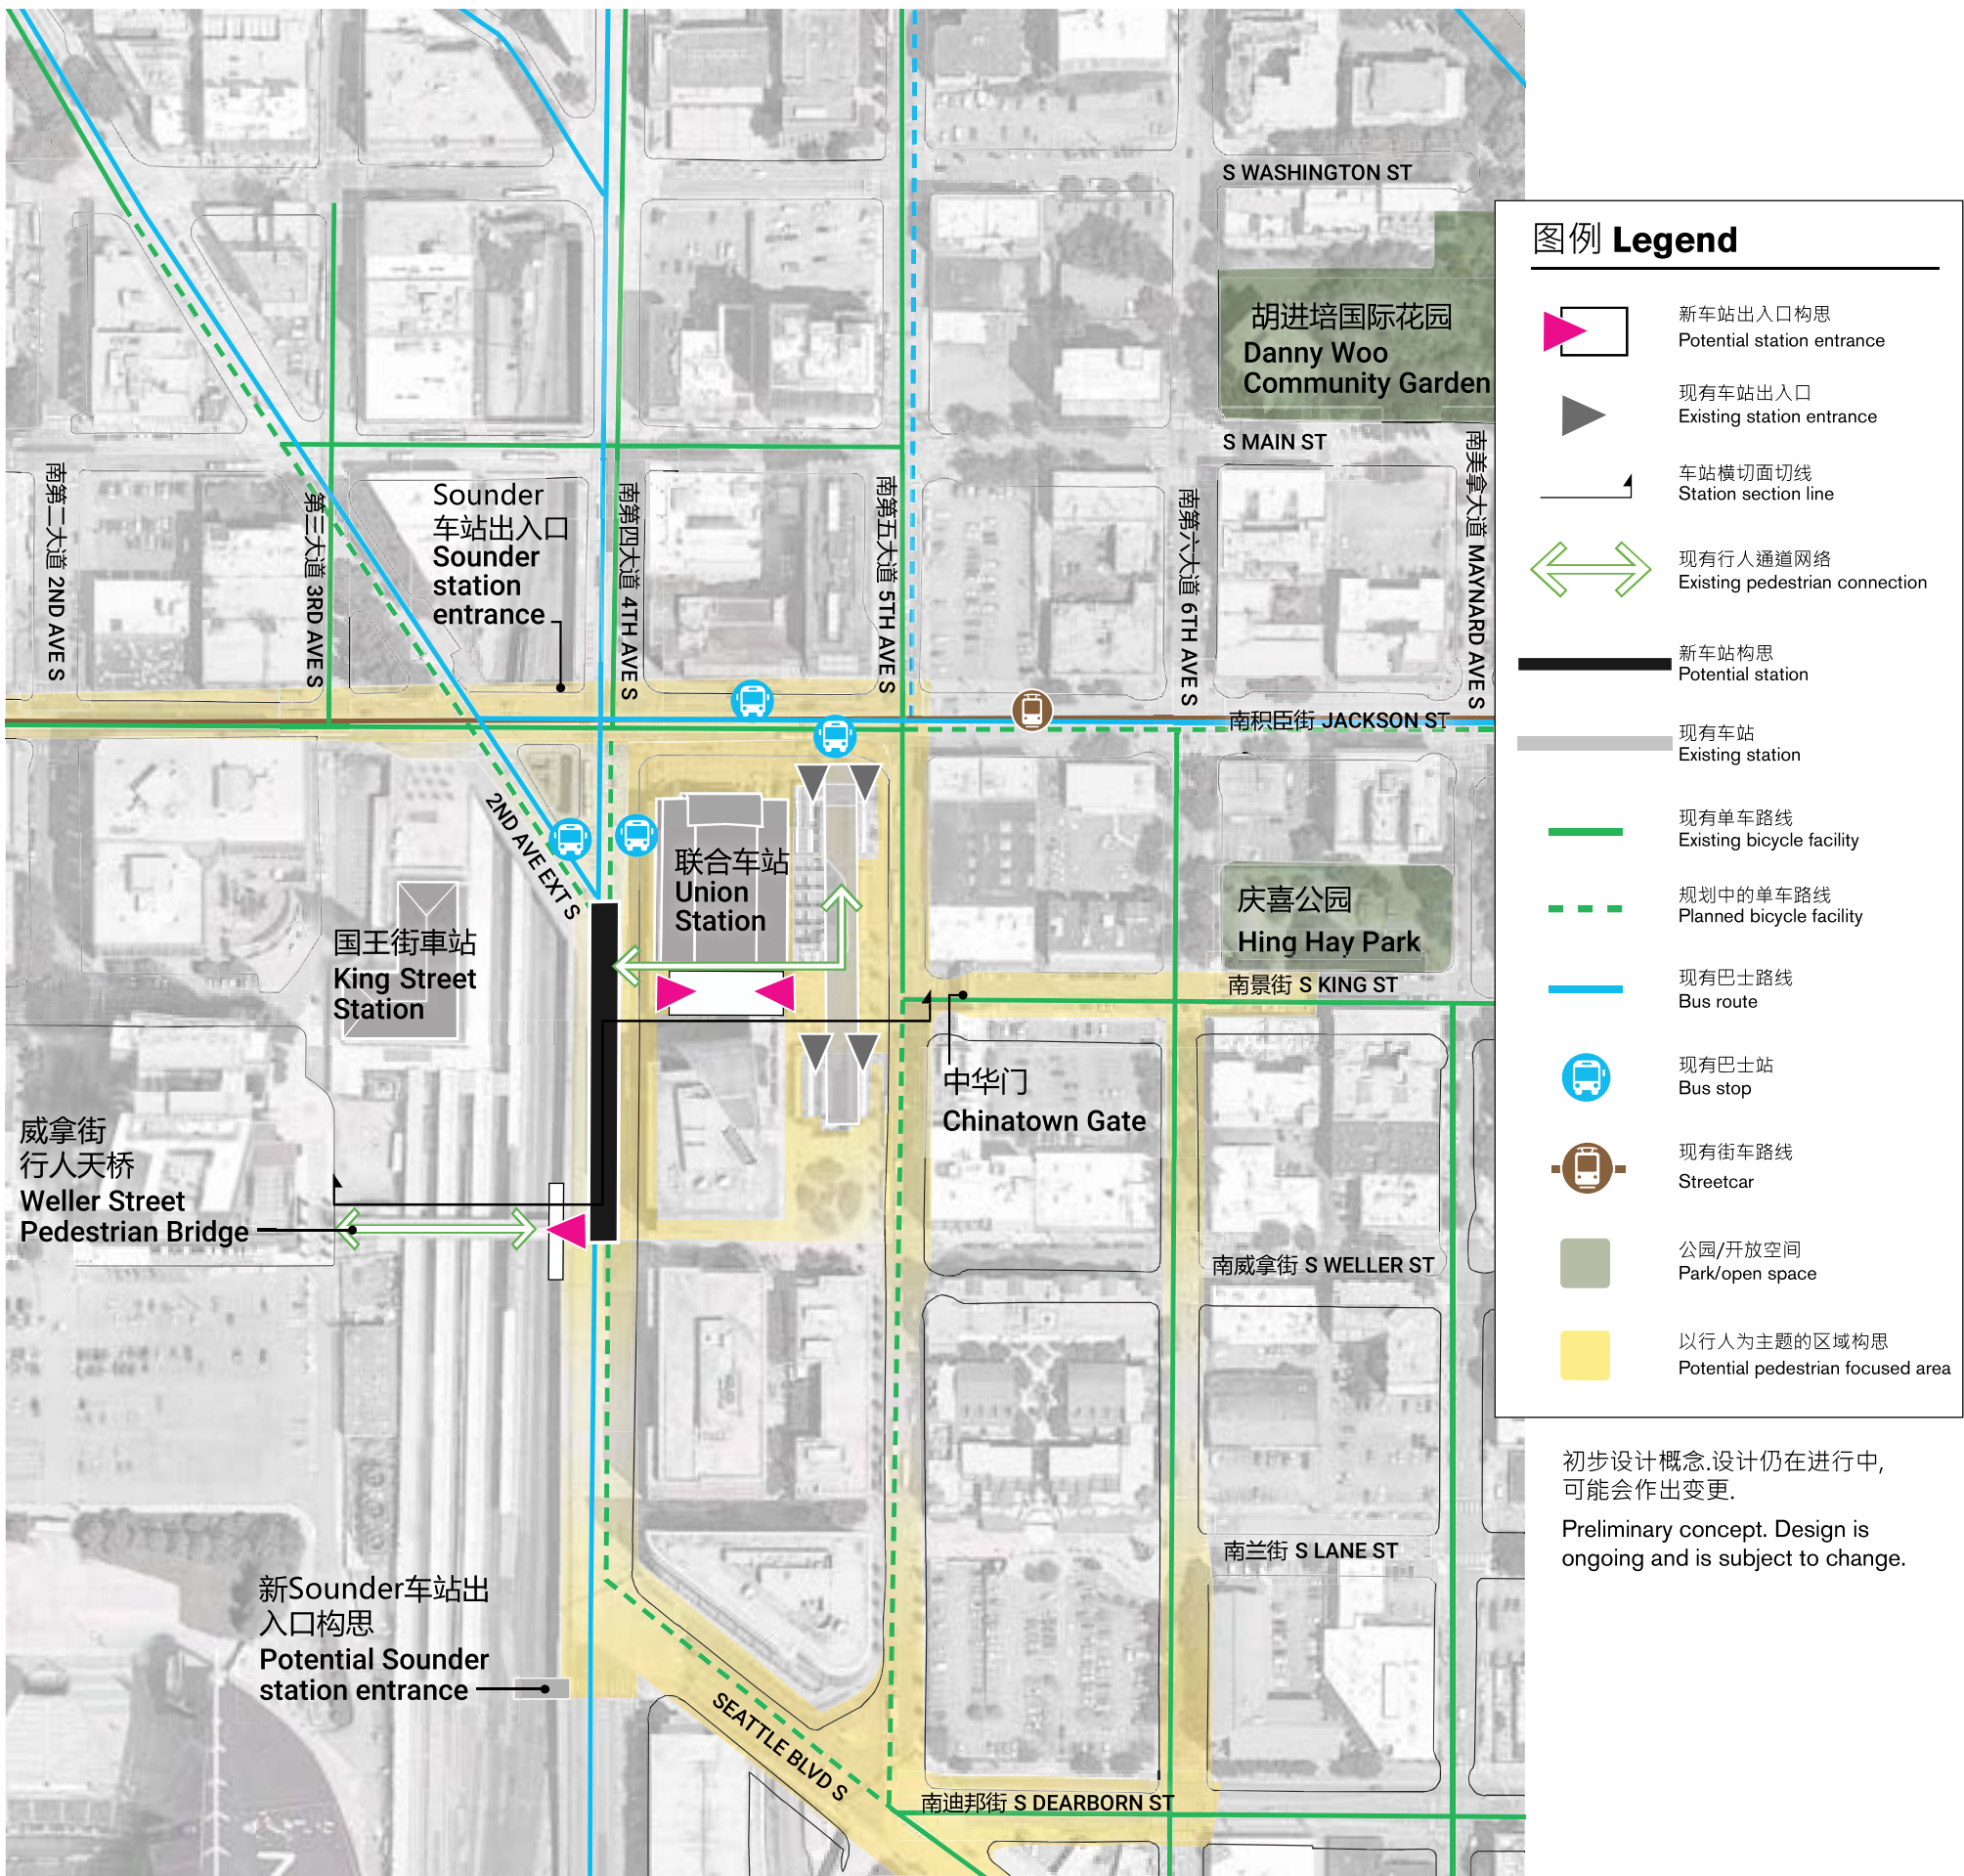 S WASHINGTON ST
胡进培国际花园
Danny Woo
Community Garden
S MAIN ST
南第二大道 2ND AVE S
第三大道 3RD AVE S
Sounder
车站出入口
Sounder
station
entrance
南第四大道 4TH AVE S
南第五大道 5TH AVE S
南第六大道 6TH AVE S
南美拿大道 MAYNARD AVE S
南积臣街 JACKSON ST
2ND AVE EXT S
联合车站
Union
Station
国王街車站
King Street
Station
庆喜公园
Hing Hay Park
南景街 S KING ST
中华门
Chinatown Gate
威拿街
行人天桥
Weller Street
Pedestrian Bridge
南威拿街 S WELLER ST
南兰街 S LANE ST
新Sounder车站出
入口构思
Potential Sounder
station entrance
SEATTLE BLVD S
南迪邦街 S DEARBORN ST
图例 Legend
新车站出入口构思
Potential station entrance
现有车站出入口
Existing station entrance
车站横切面切线
Station section line
现有行人通道网络
Existing pedestrian connection
新车站构思
Potential station
现有车站
Existing station
现有单车路线
Existing bicycle facility
规划中的单车路线
Planned bicycle facility
现有巴士路线
Bus route
现有巴士站
Bus stop
现有街车路线
Streetcar
公园/开放空间
Park/open space
以行人为主题的区域构思
Potential pedestrian focused area
初步设计概念.设计仍在进行中,
可能会作出变更.
Preliminary concept. Design is
ongoing and is subject to change.